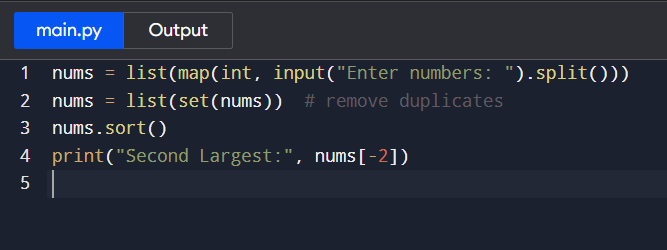 main.py Output
1 nums = list(map(int, input("Enter numbers: ").split()))
2 nums = list(set(nums))  # remove duplicates
3 nums.sort()
4 print("Second Largest:", nums[-2])
5